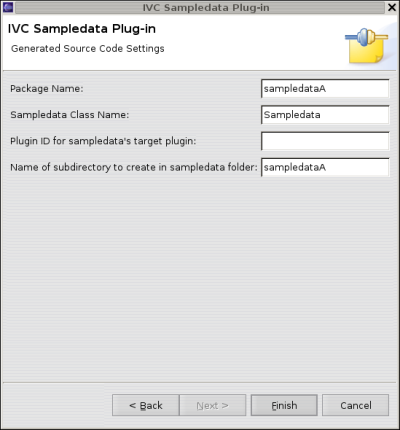 IVC Sampledata Plug-in
IVC Sampledata Plug-in
Generated Source Code Settings
Package Name: sampledataA
Sampledata Class Name: Sampledata
Plugin ID for sampledata's target plugin:
Name of subdirectory to create in sampledata folder: sampledataA
< Back Next > Finish Cancel